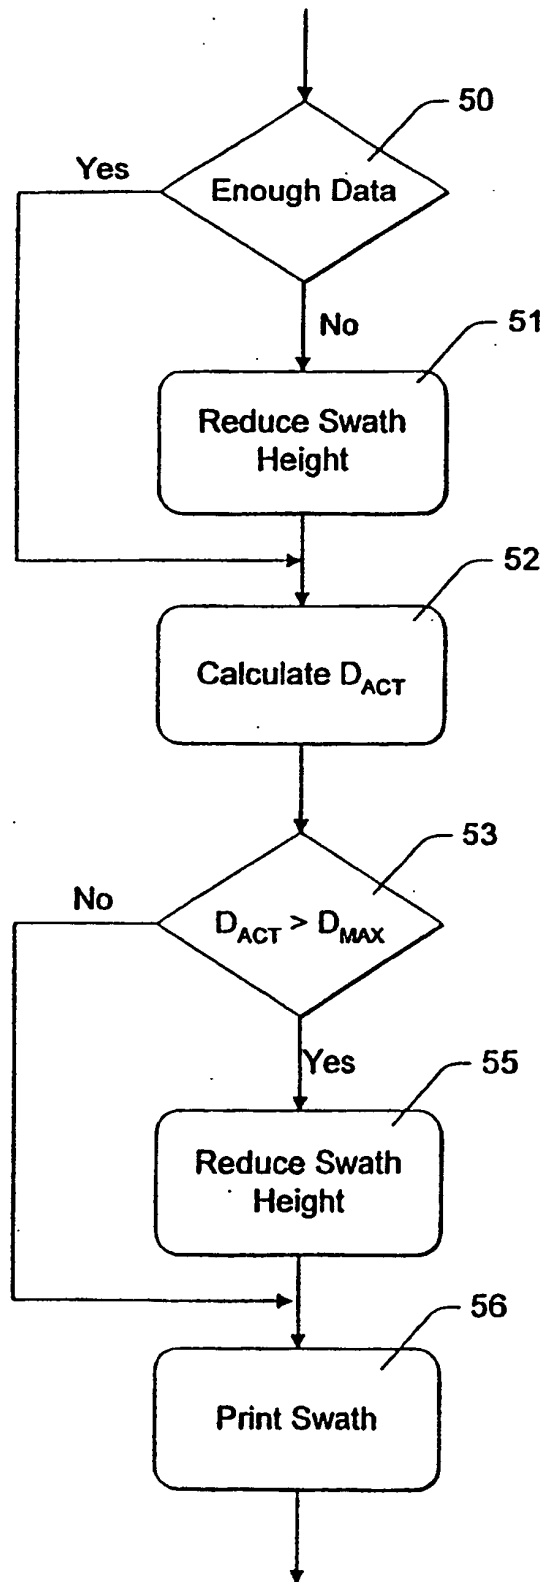 50
Yes
Enough Data
No
51
Reduce Swath
Height
52
Calculate D_ACT
53
No
D_ACT > D_MAX
Yes
55
Reduce Swath
Height
56
Print Swath